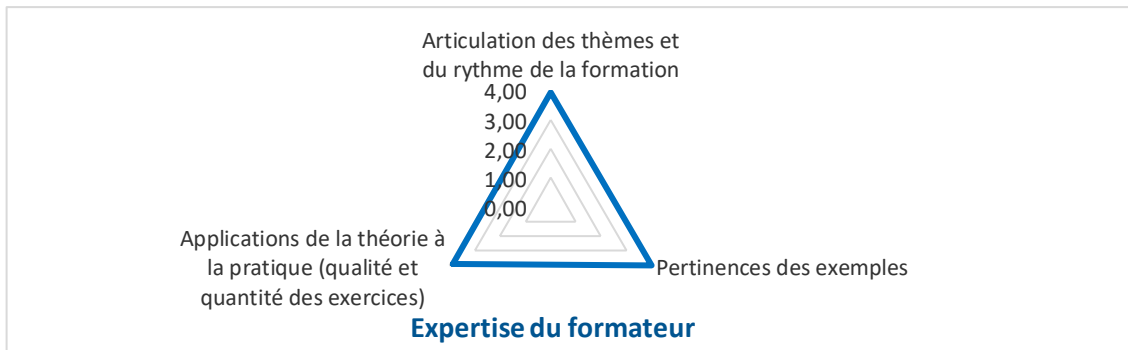 Articulation des thèmes et
du rythme de la formation
4,00
3,00
2,00
1,00
0,00
Applications de la théorie à
la pratique (qualité et
quantité des exercices)
Pertinences des exemples
Expertise du formateur